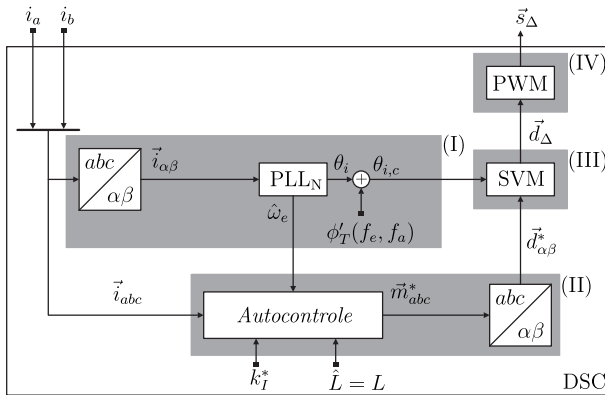 i_a i_b
s⃗_Δ
(IV)
PWM
d⃗_Δ
(I)
(III)
abc
αβ
i⃗_αβ
PLL_N
θ_i
θ_i,c
SVM
ω̂_e
ϕ′_T(f_e, f_a)
d⃗*_αβ
i⃗_abc
Autocontrole
m⃗*_abc
abc
αβ
(II)
k*_I
L̂ = L
DSC